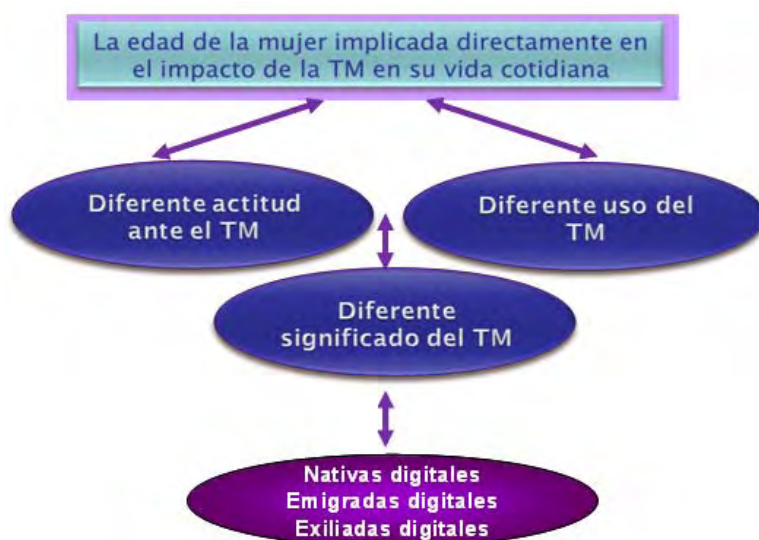 La edad de la mujer implicada directamente en
el impacto de la TM en su vida cotidiana
Diferente actitud
ante el TM
Diferente uso del
TM
Diferente
significado del TM
Nativas digitales
Emigradas digitales
Exiliadas digitales